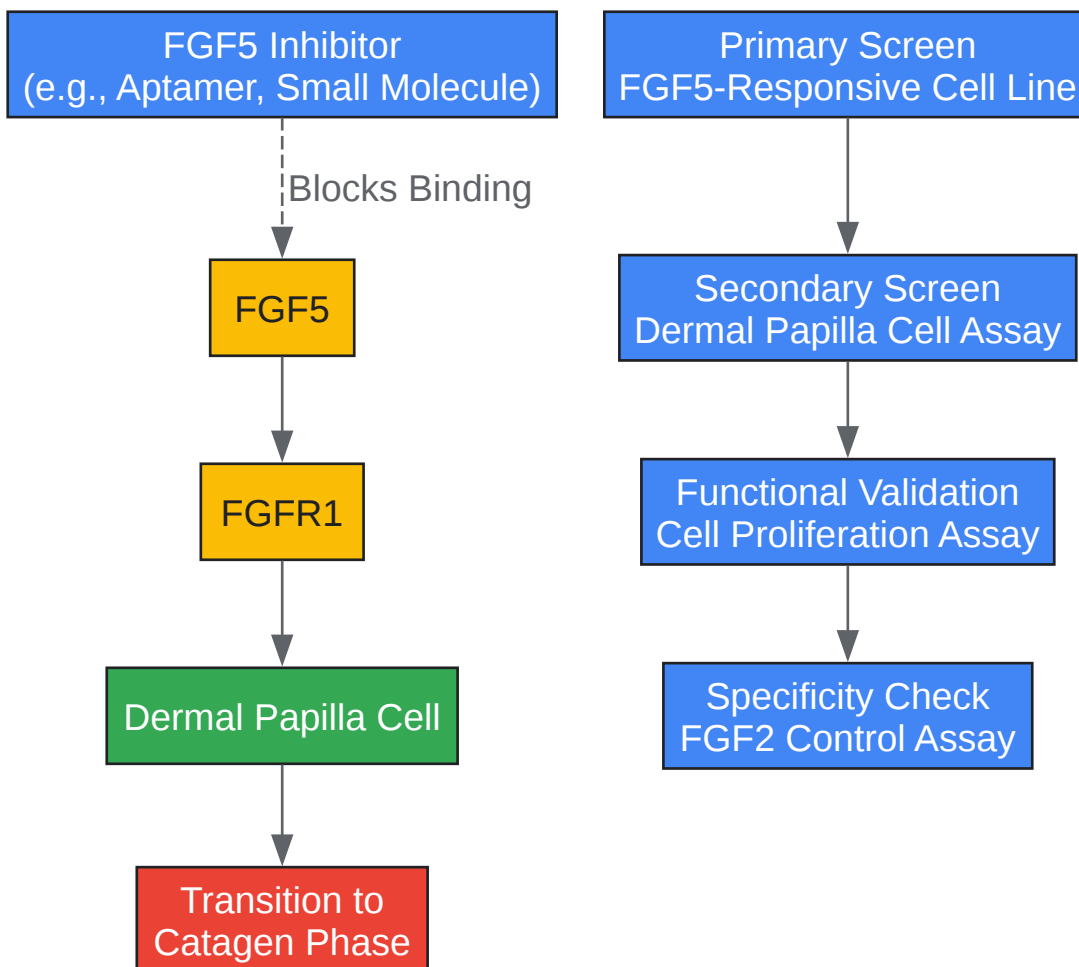 FGF5 Inhibitor
(e.g., Aptamer, Small Molecule)
Blocks Binding
FGF5
FGFR1
Dermal Papilla Cell
Transition to
Catagen Phase
Primary Screen
FGF5-Responsive Cell Line
Secondary Screen
Dermal Papilla Cell Assay
Functional Validation
Cell Proliferation Assay
Specificity Check
FGF2 Control Assay